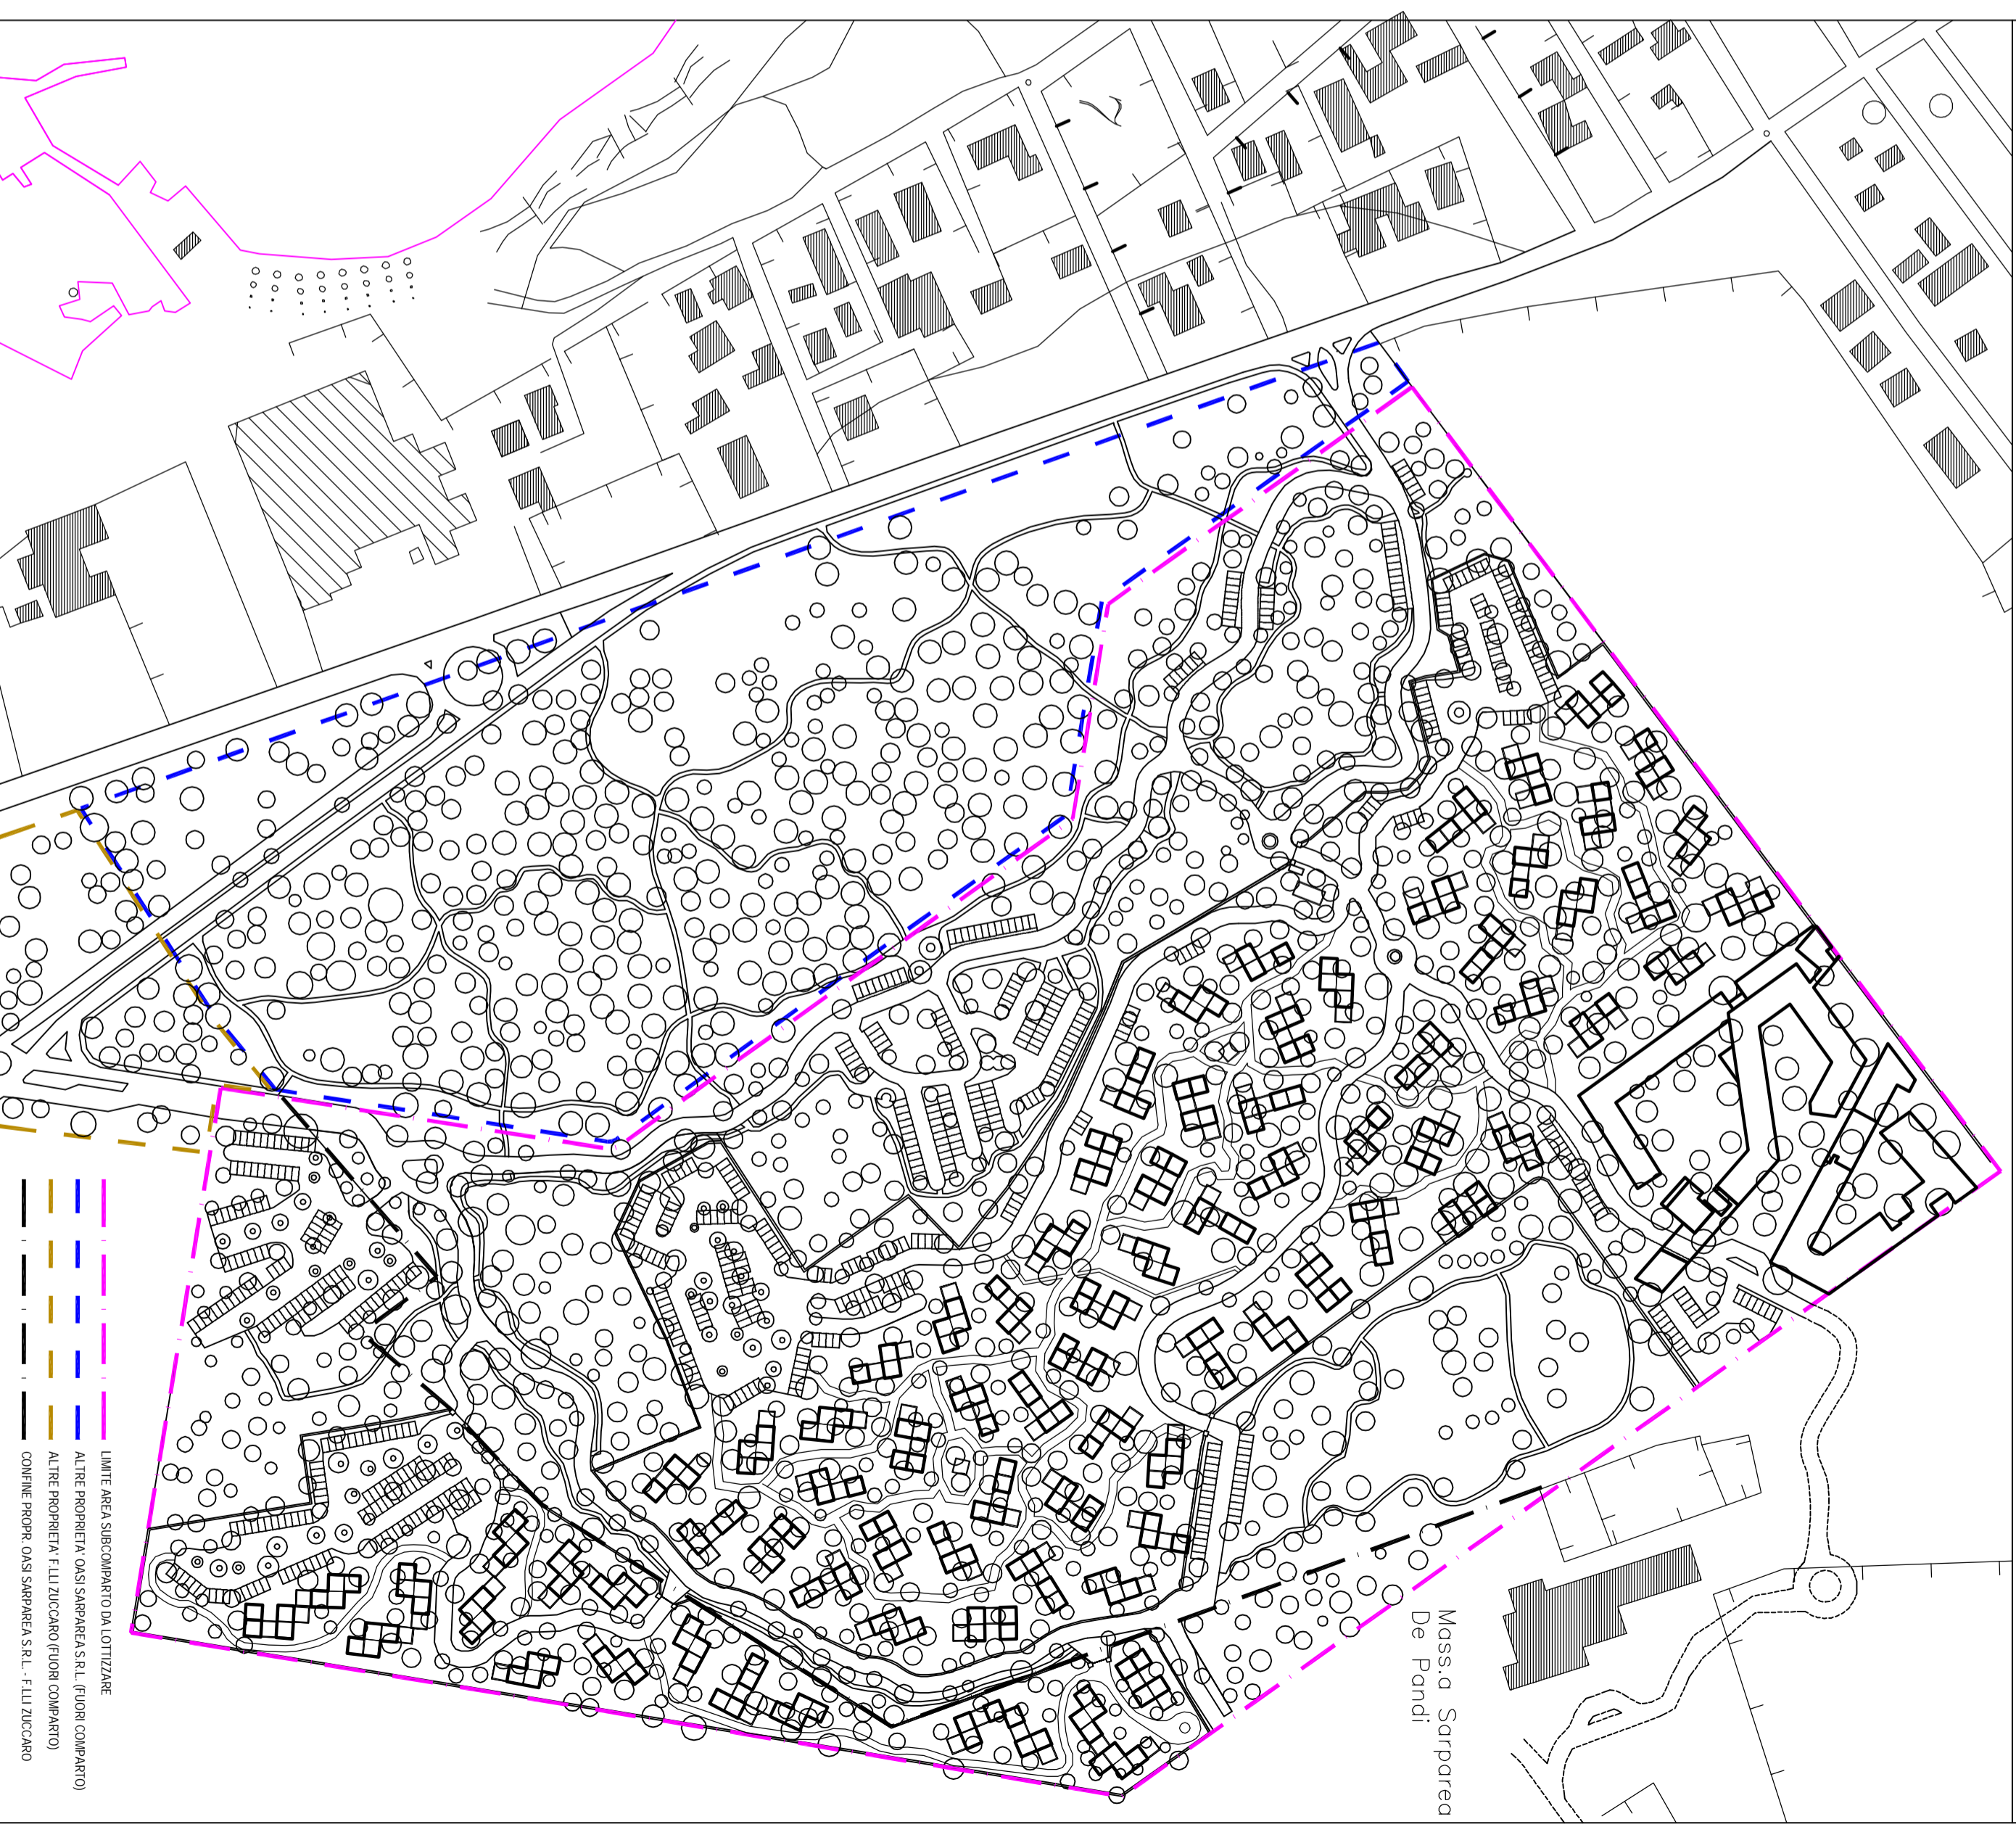 Mass.a Sarparea
De Pandi
LIMITE AREA SUBCOMPARTO DA LOTTIZZARE
ALTRE PROPRIETA' OASI SARPAREA S.R.L. (FUORI COMPARTO)
ALTRE PROPRIETA' F.LLI ZUCCARO (FUORI COMPARTO)
CONFINE PROPR. OASI SARPAREA S.R.L. - F.LLI ZUCCARO